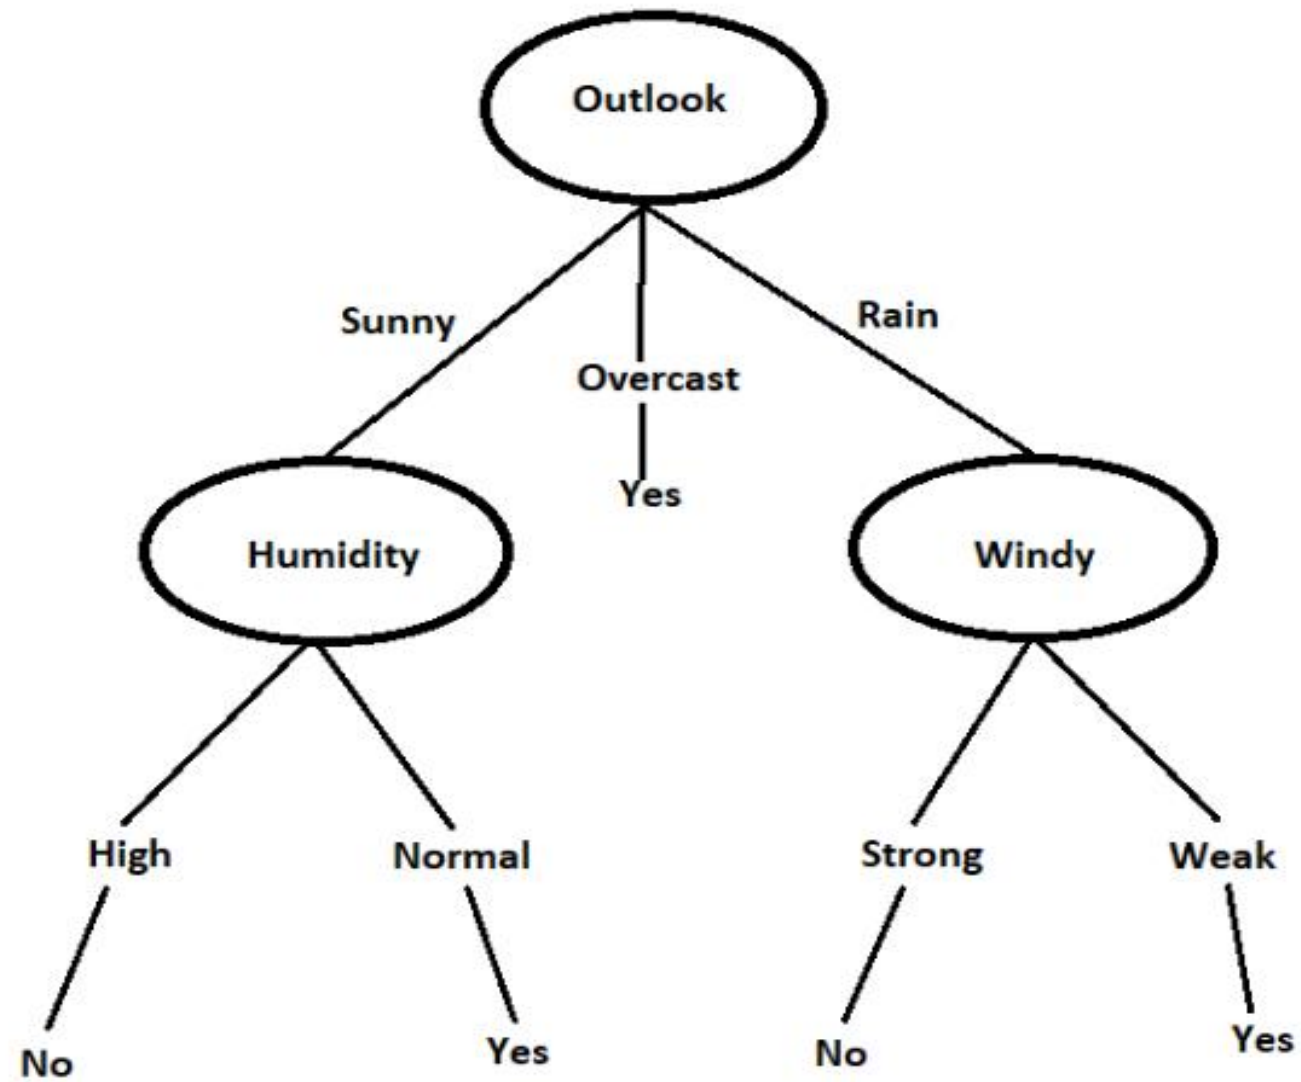 Outlook
Sunny
Rain
Overcast
Yes
Humidity
Windy
High
Normal
Strong
Weak
No
Yes
No
Yes